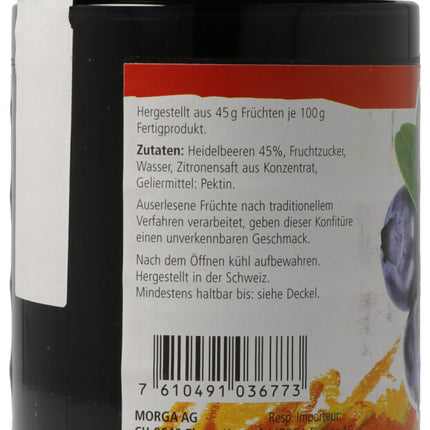 Hergestellt aus 45 g Früchten je 100 g
Fertigprodukt.
Zutaten: Heidelbeeren 45%, Fruchtzucker,
Wasser, Zitronensaft aus Konzentrat,
Geliermittel: Pektin.
Auserlesene Früchte nach traditionellem
Verfahren verarbeitet, geben dieser Konfitüre
einen unverkennbaren Geschmack.
Nach dem Öffnen kühl aufbewahren.
Hergestellt in der Schweiz.
Mindestens haltbar bis: siehe Deckel.
7 610491 036773
MORGA AG
Resp. Importeur: